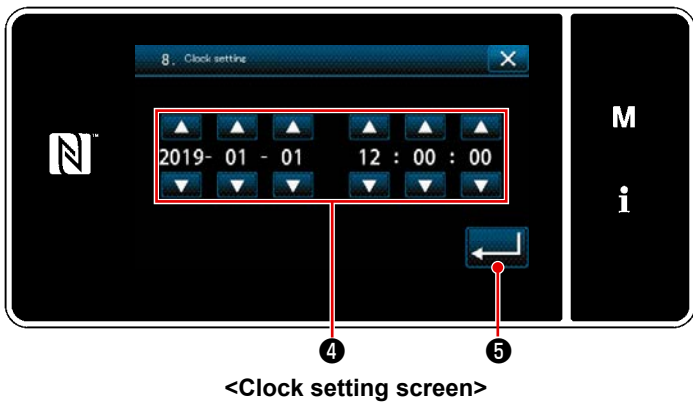 8. Clock setting
M
2019- 01 - 01 12 : 00 : 00
i
❹ ❺
<Clock setting screen>